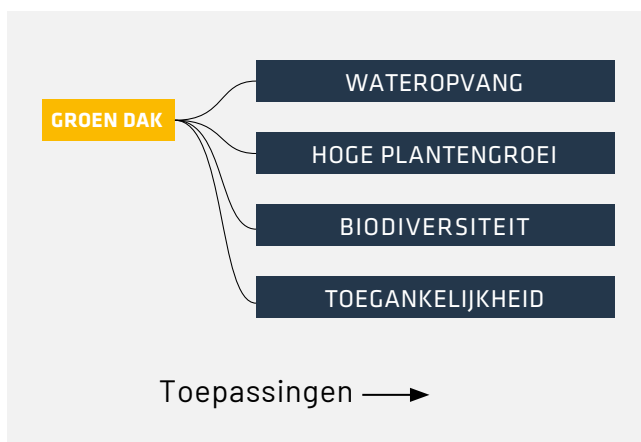 GROEN DAK
WATEROPVANG
HOGE PLANTENGROEI
BIODIVERSITEIT
TOEGANKELIJKHEID
Toepassingen